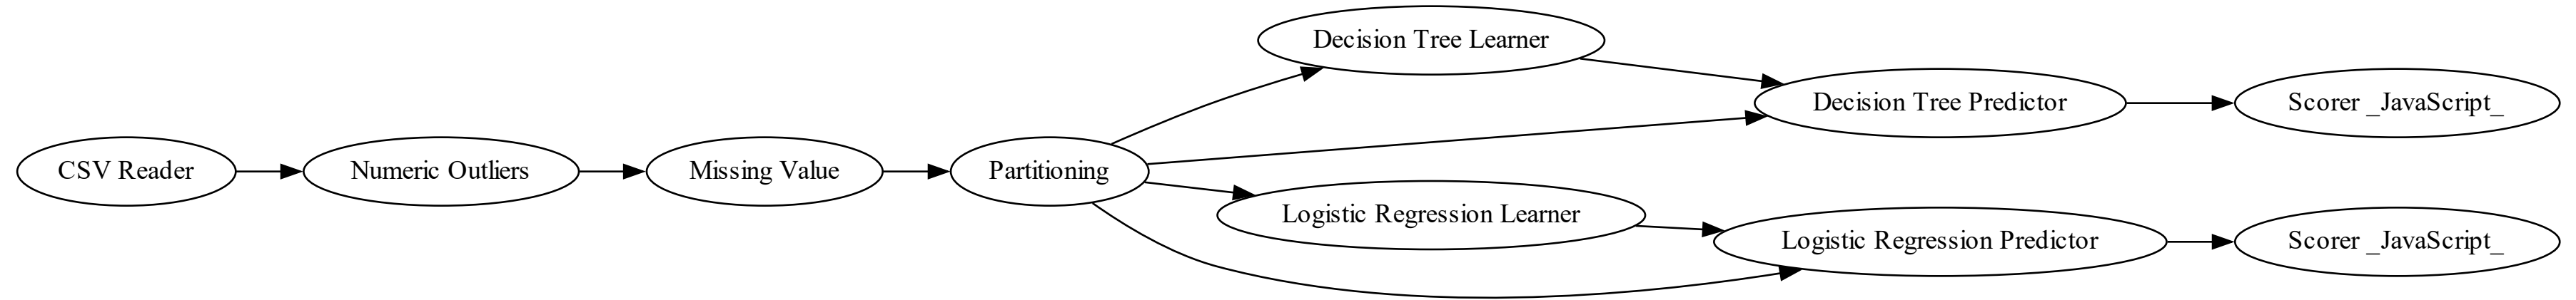 CSV Reader
Numeric Outliers
Missing Value
Partitioning
Decision Tree Learner
Decision Tree Predictor
Scorer _JavaScript_
Logistic Regression Learner
Logistic Regression Predictor
Scorer _JavaScript_